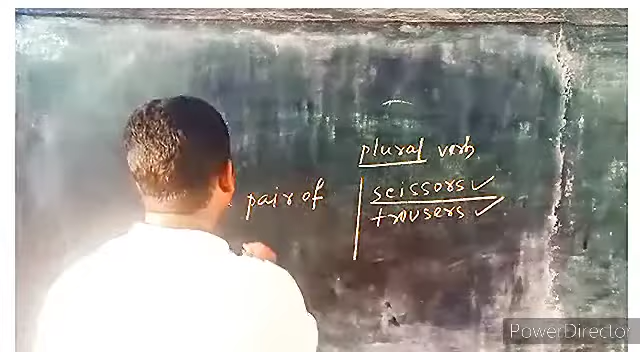 plural verb
pair of scissors ✓
trousers ✓
PowerDirector